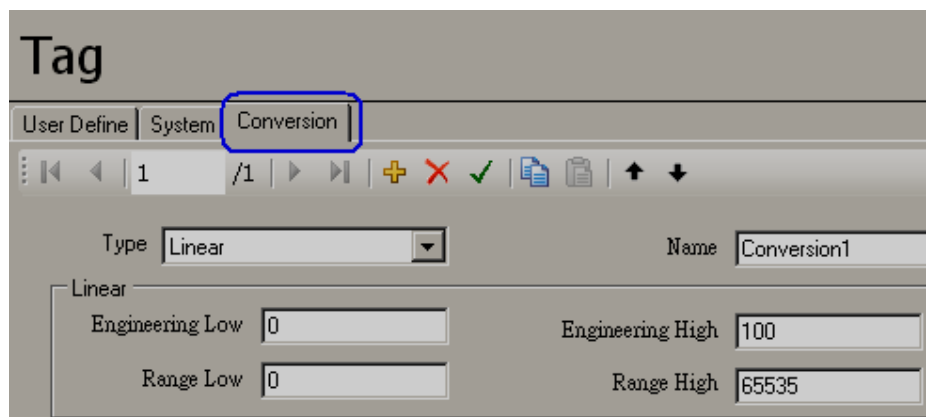 Tag
User Define System Conversion
1 /1
Type Linear Name Conversion1
Linear
Engineering Low 0 Engineering High 100
Range Low 0 Range High 65535